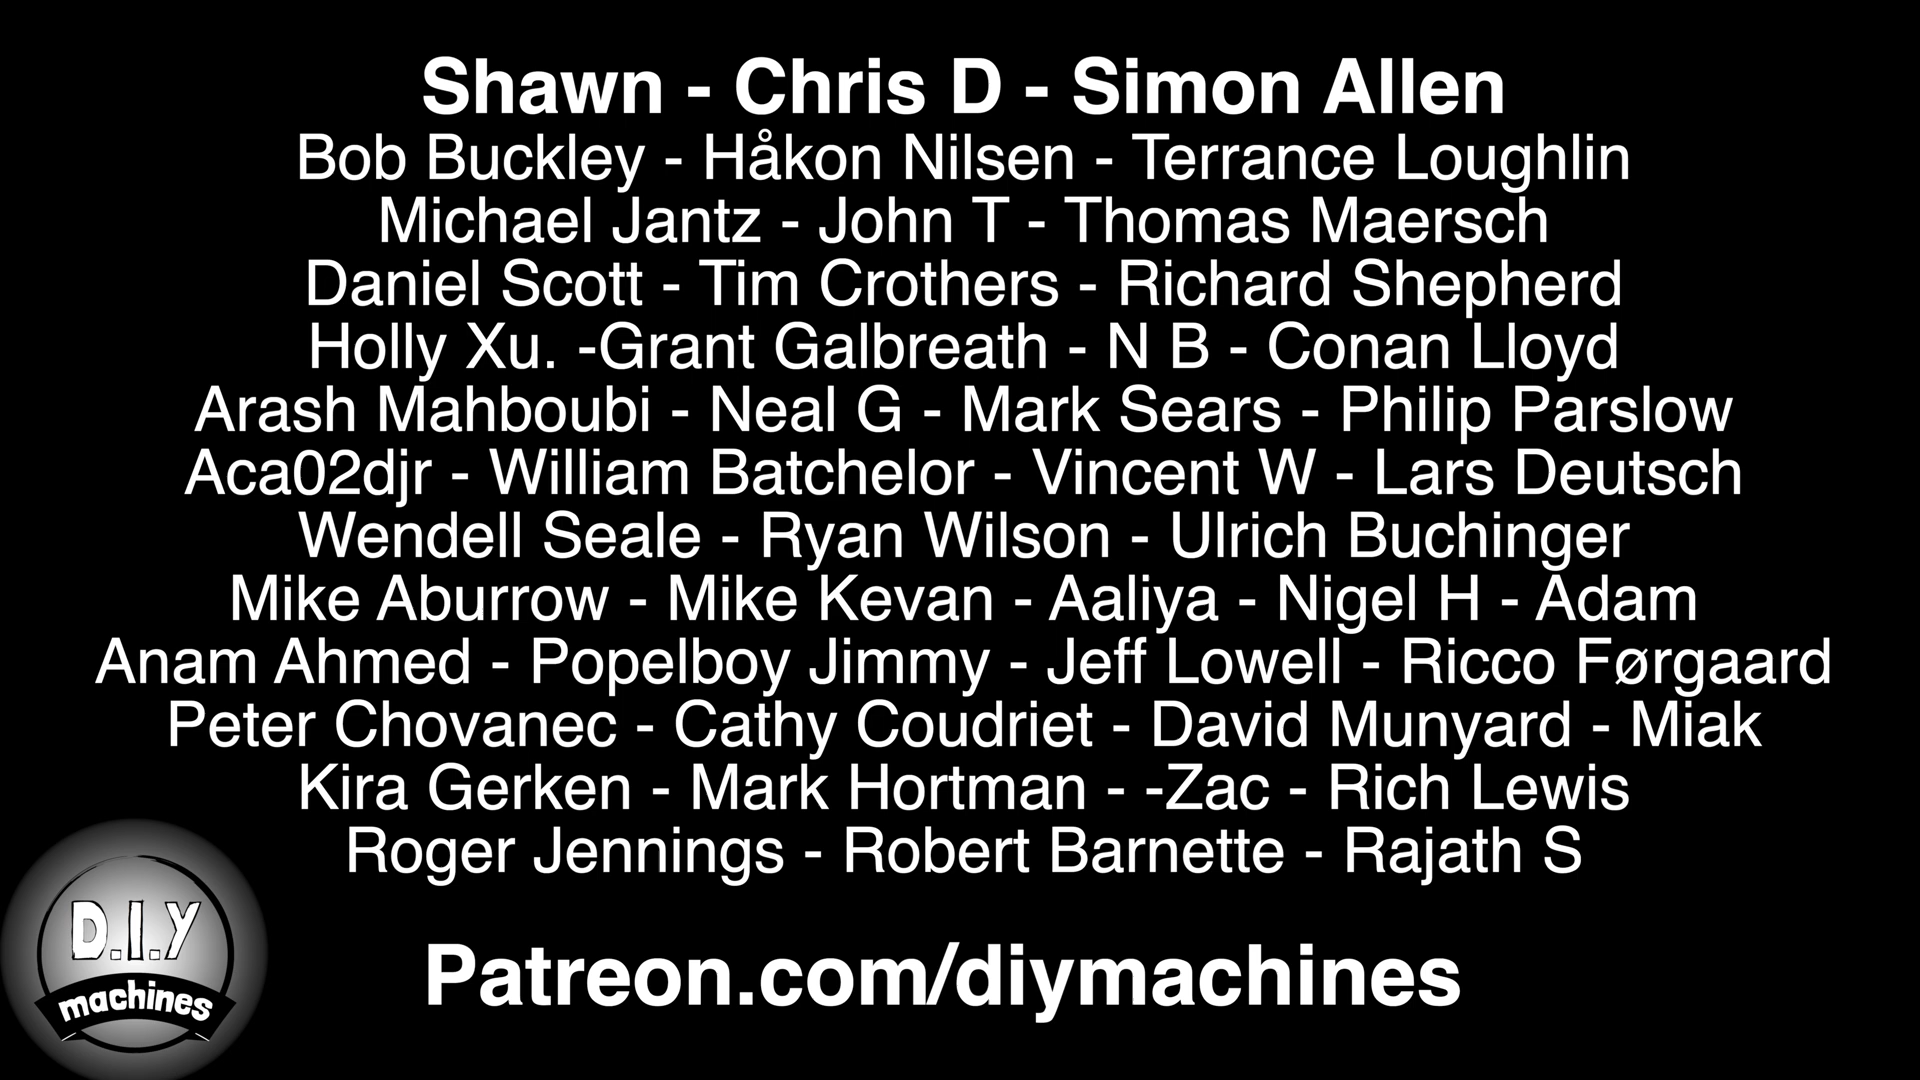 Shawn - Chris D - Simon Allen
Bob Buckley - Håkon Nilsen - Terrance Loughlin
Michael Jantz - John T - Thomas Maersch
Daniel Scott - Tim Crothers - Richard Shepherd
Holly Xu. -Grant Galbreath - N B - Conan Lloyd
Arash Mahboubi - Neal G - Mark Sears - Philip Parslow
Aca02djr - William Batchelor - Vincent W - Lars Deutsch
Wendell Seale - Ryan Wilson - Ulrich Buchinger
Mike Aburrow - Mike Kevan - Aaliya - Nigel H - Adam
Anam Ahmed - Popelboy Jimmy - Jeff Lowell - Ricco Førgaard
Peter Chovanec - Cathy Coudriet - David Munyard - Miak
Kira Gerken - Mark Hortman - -Zac - Rich Lewis
Roger Jennings - Robert Barnette - Rajath S
D.I.Y
machines
Patreon.com/diymachines